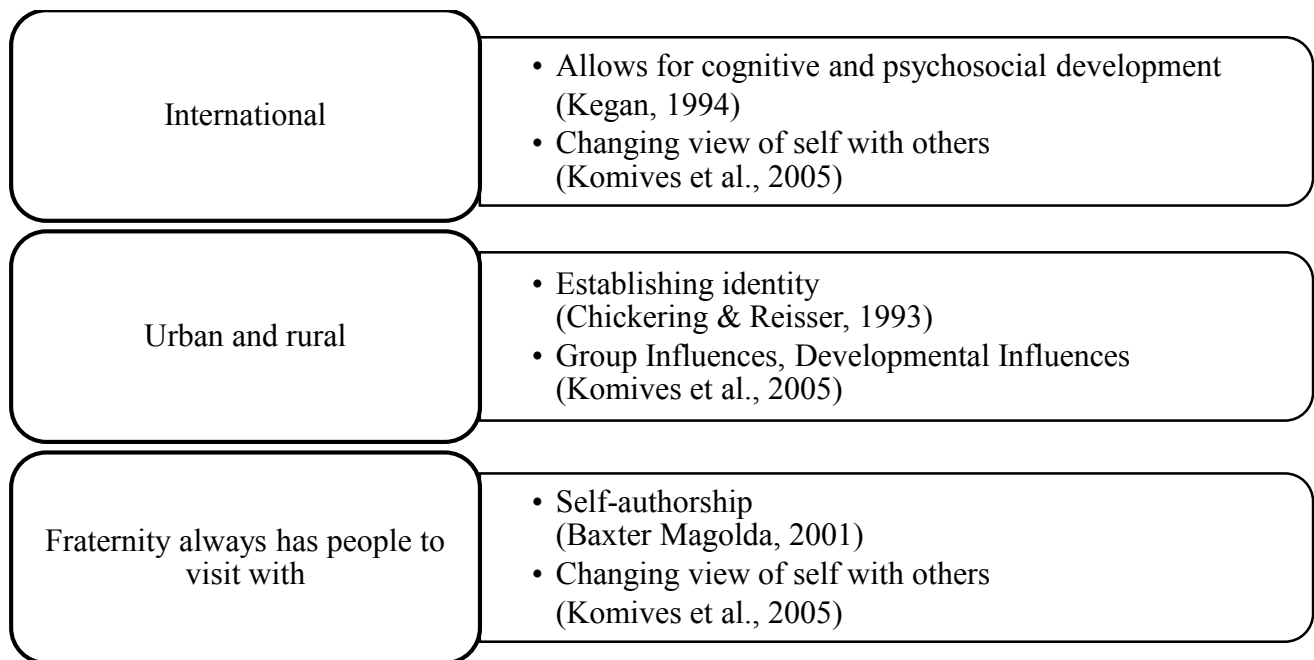 International
• Allows for cognitive and psychosocial development
(Kegan, 1994)
• Changing view of self with others
(Komives et al., 2005)
Urban and rural
• Establishing identity
(Chickering & Reisser, 1993)
• Group Influences, Developmental Influences
(Komives et al., 2005)
Fraternity always has people to
visit with
• Self-authorship
(Baxter Magolda, 2001)
• Changing view of self with others
(Komives et al., 2005)